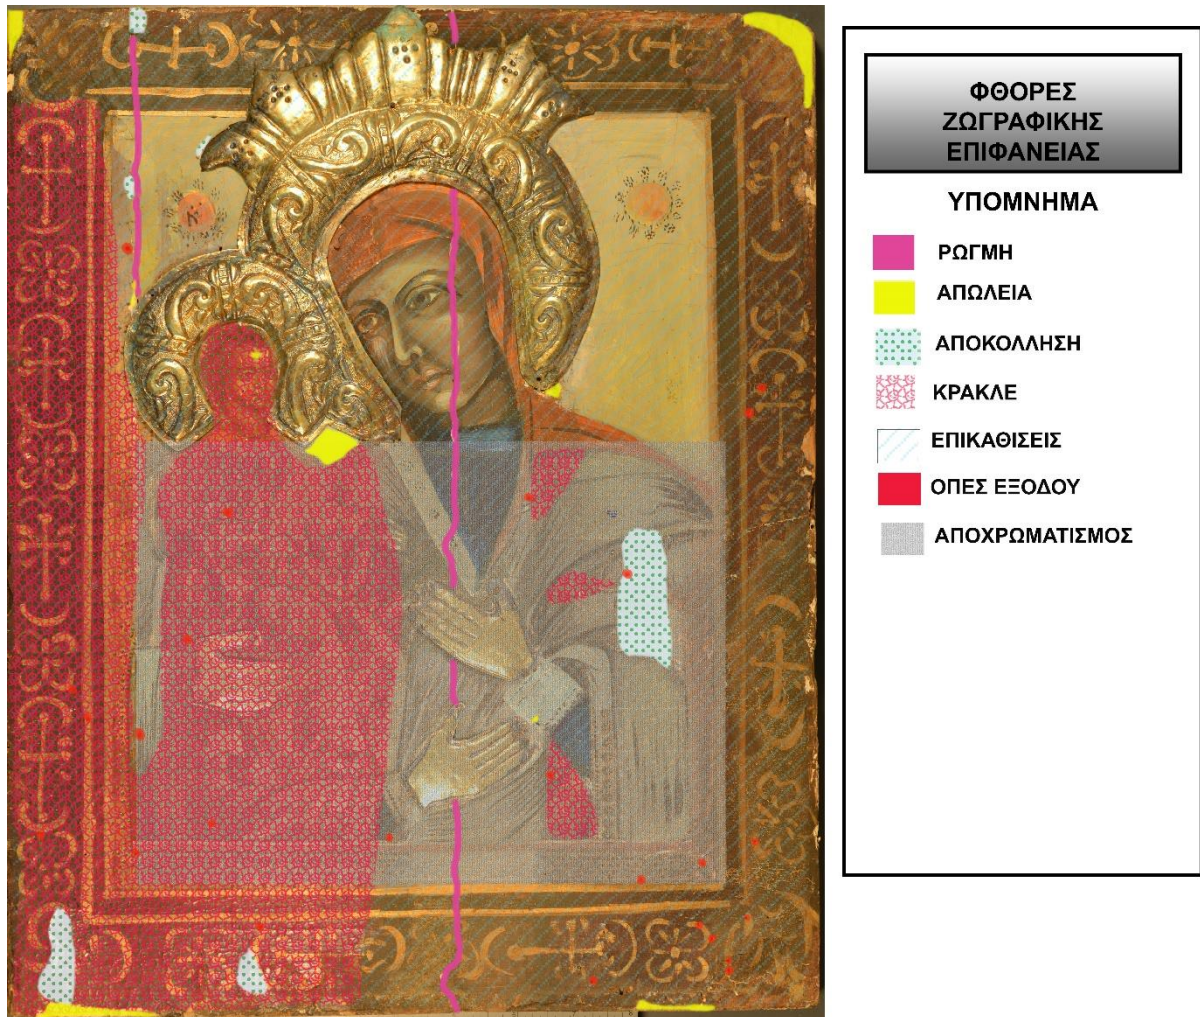 ΦΘΟΡΕΣ
ΖΩΓΡΑΦΙΚΗΣ
ΕΠΙΦΑΝΕΙΑΣ
ΥΠΟΜΝΗΜΑ
ΡΩΓΜΗ
ΑΠΩΛΕΙΑ
ΑΠΟΚΟΛΛΗΣΗ
ΚΡΑΚΛΕ
ΕΠΙΚΑΘΙΣΕΙΣ
ΟΠΕΣ ΕΞΟΔΟΥ
ΑΠΟΧΡΩΜΑΤΙΣΜΟΣ